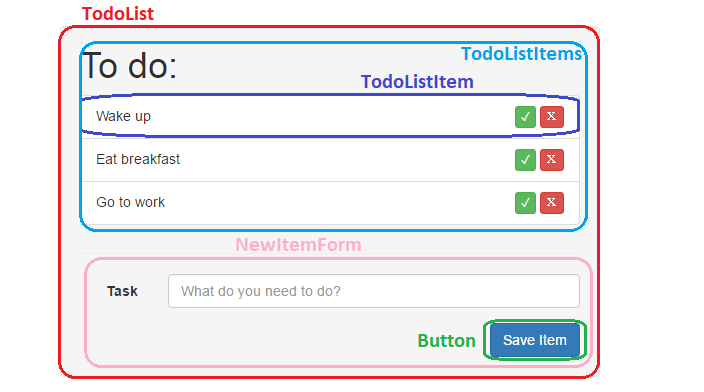 TodoList
To do:
TodoListItems
TodoListItem
Wake up ✓ X
Eat breakfast ✓ X
Go to work ✓ X
NewItemForm
Task What do you need to do?
Button Save Item